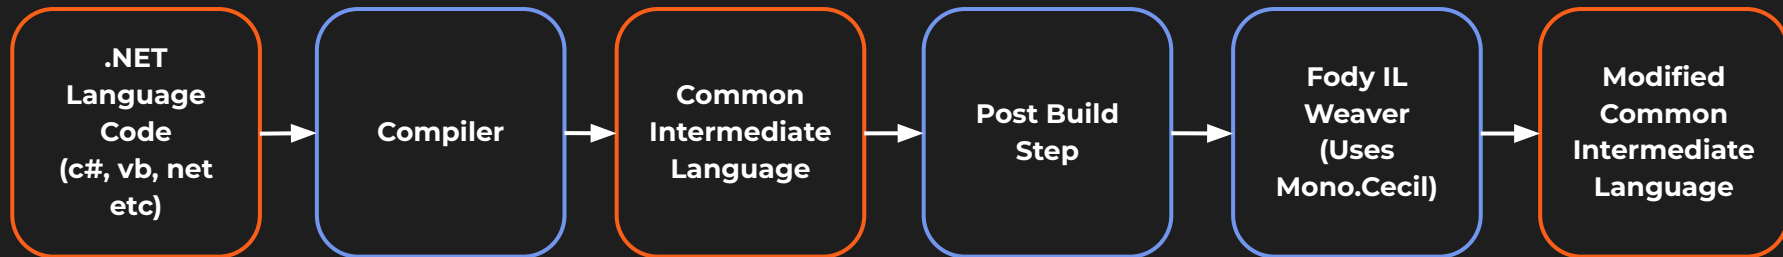 .NET
Language
Code
(c#, vb, net
etc)
Compiler
Common
Intermediate
Language
Post Build
Step
Fody IL
Weaver
(Uses
Mono.Cecil)
Modified
Common
Intermediate
Language